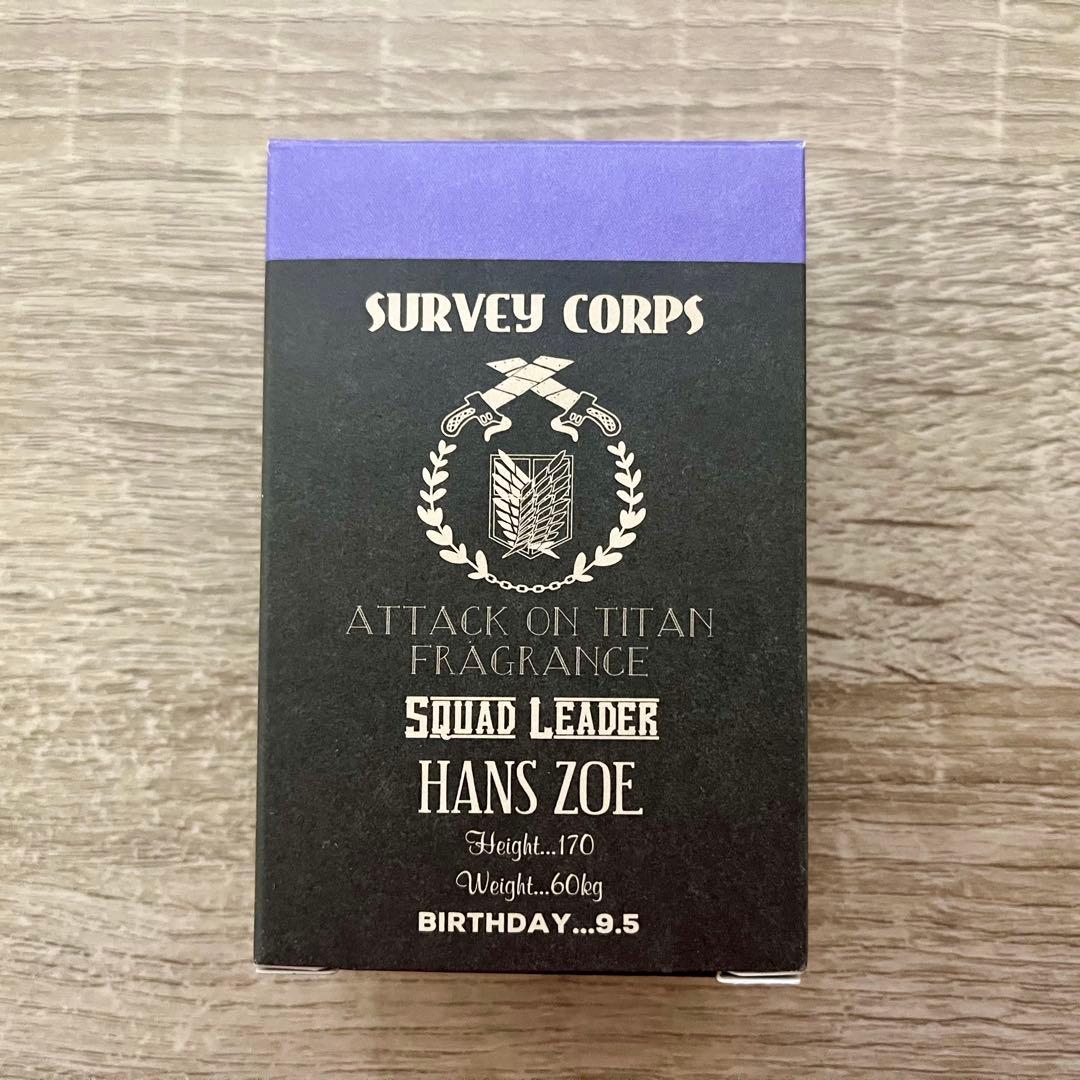 SURVEY CORPS
ATTACK ON TITAN
FRAGRANCE
SQUAD LEADER
HANS ZOE
Height...170
Weight...60kg
BIRTHDAY...9.5